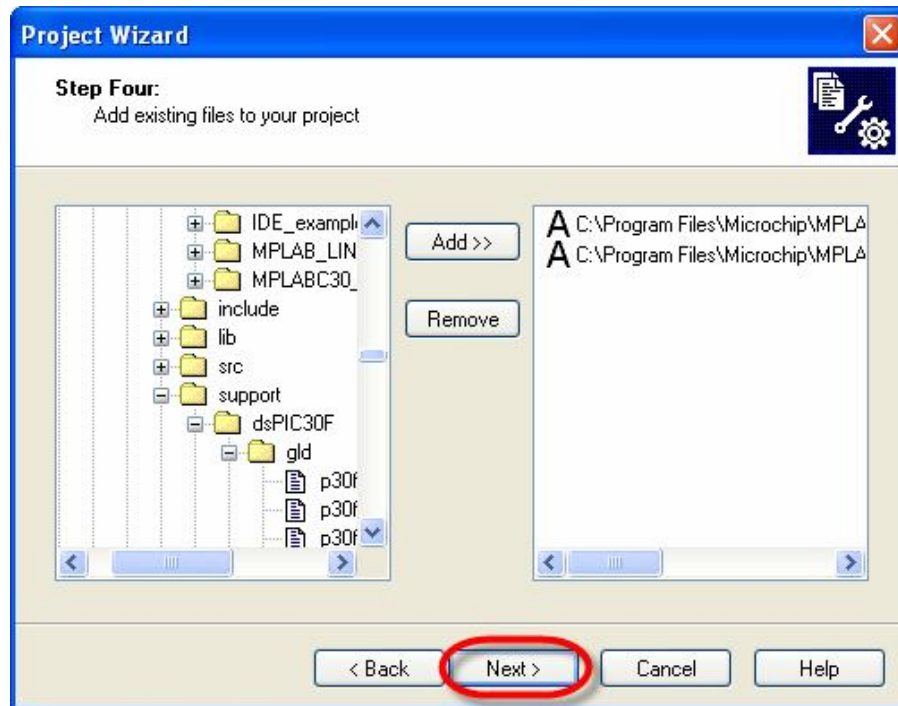 Project Wizard
Step Four:
Add existing files to your project
IDE_exampl
MPLAB_LIN
MPLABC30_
include
lib
src
support
dsPIC30F
gld
p30f
p30f
p30f
Add >>
Remove
A C:\Program Files\Microchip\MPLA
A C:\Program Files\Microchip\MPLA
< Back
Next >
Cancel
Help